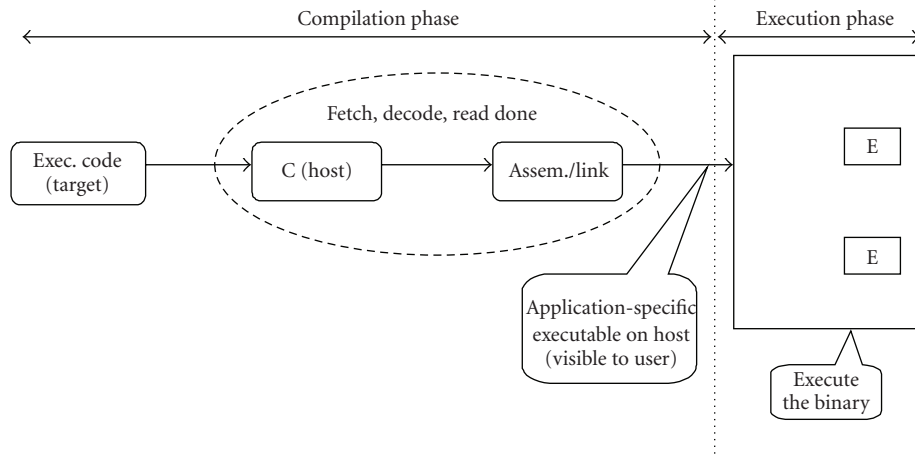 Compilation phase
Execution phase
Fetch, decode, read done
Exec. code
(target)
C (host)
Assem./link
E
E
Application-specific
executable on host
(visible to user)
Execute
the binary